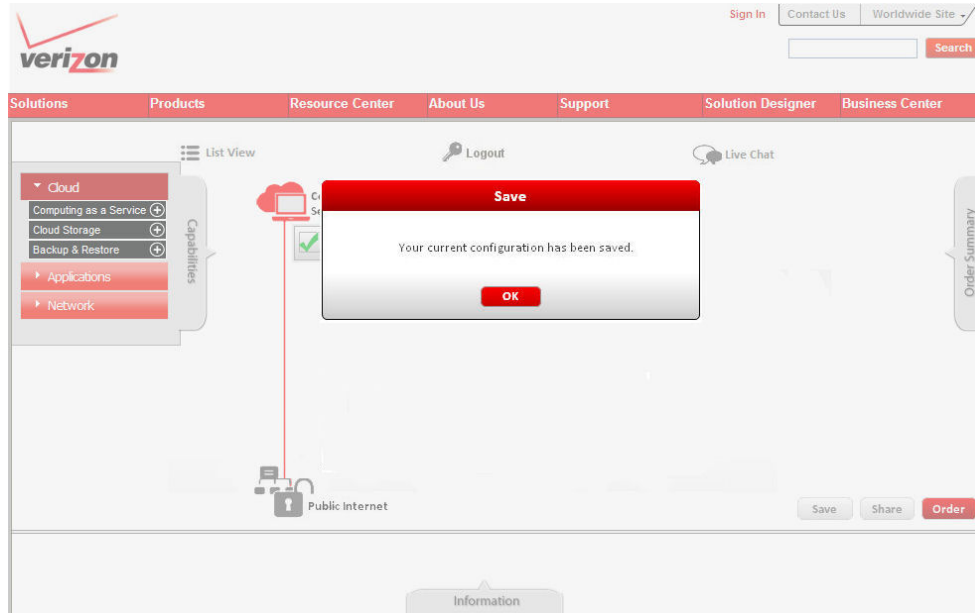 Sign In Contact Us Worldwide Site
verizon
Search
Solutions Products Resource Center About Us Support Solution Designer Business Center
List View Logout Live Chat
Cloud
Computing as a Service
Cloud Storage
Backup & Restore
Applications
Network
Capabilities
Save
Your current configuration has been saved.
OK
Order Summary
Public Internet
Save Share Order
Information